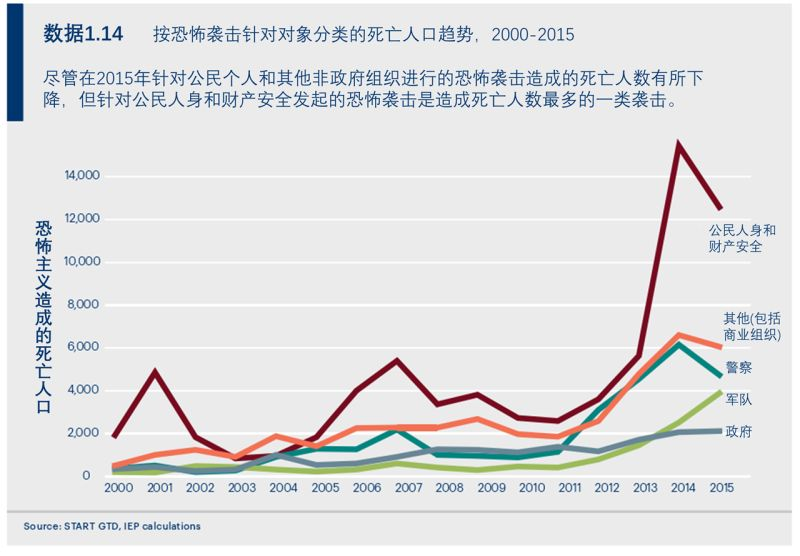 数据1.14 按恐怖袭击针对对象分类的死亡人口趋势，2000-2015
尽管在2015年针对公民个人和其他非政府组织进行的恐怖袭击造成的死亡人数有所下
降，但针对公民人身和财产安全发起的恐怖袭击是造成死亡人数最多的一类袭击。
恐怖主义造成的死亡人口
14,000
12,000
10,000
8,000
6,000
4,000
2,000
0
公民人身和
财产安全
其他(包括
商业组织)
警察
军队
政府
2000 2001 2002 2003 2004 2005 2006 2007 2008 2009 2010 2011 2012 2013 2014 2015
Source: START GTD, IEP calculations